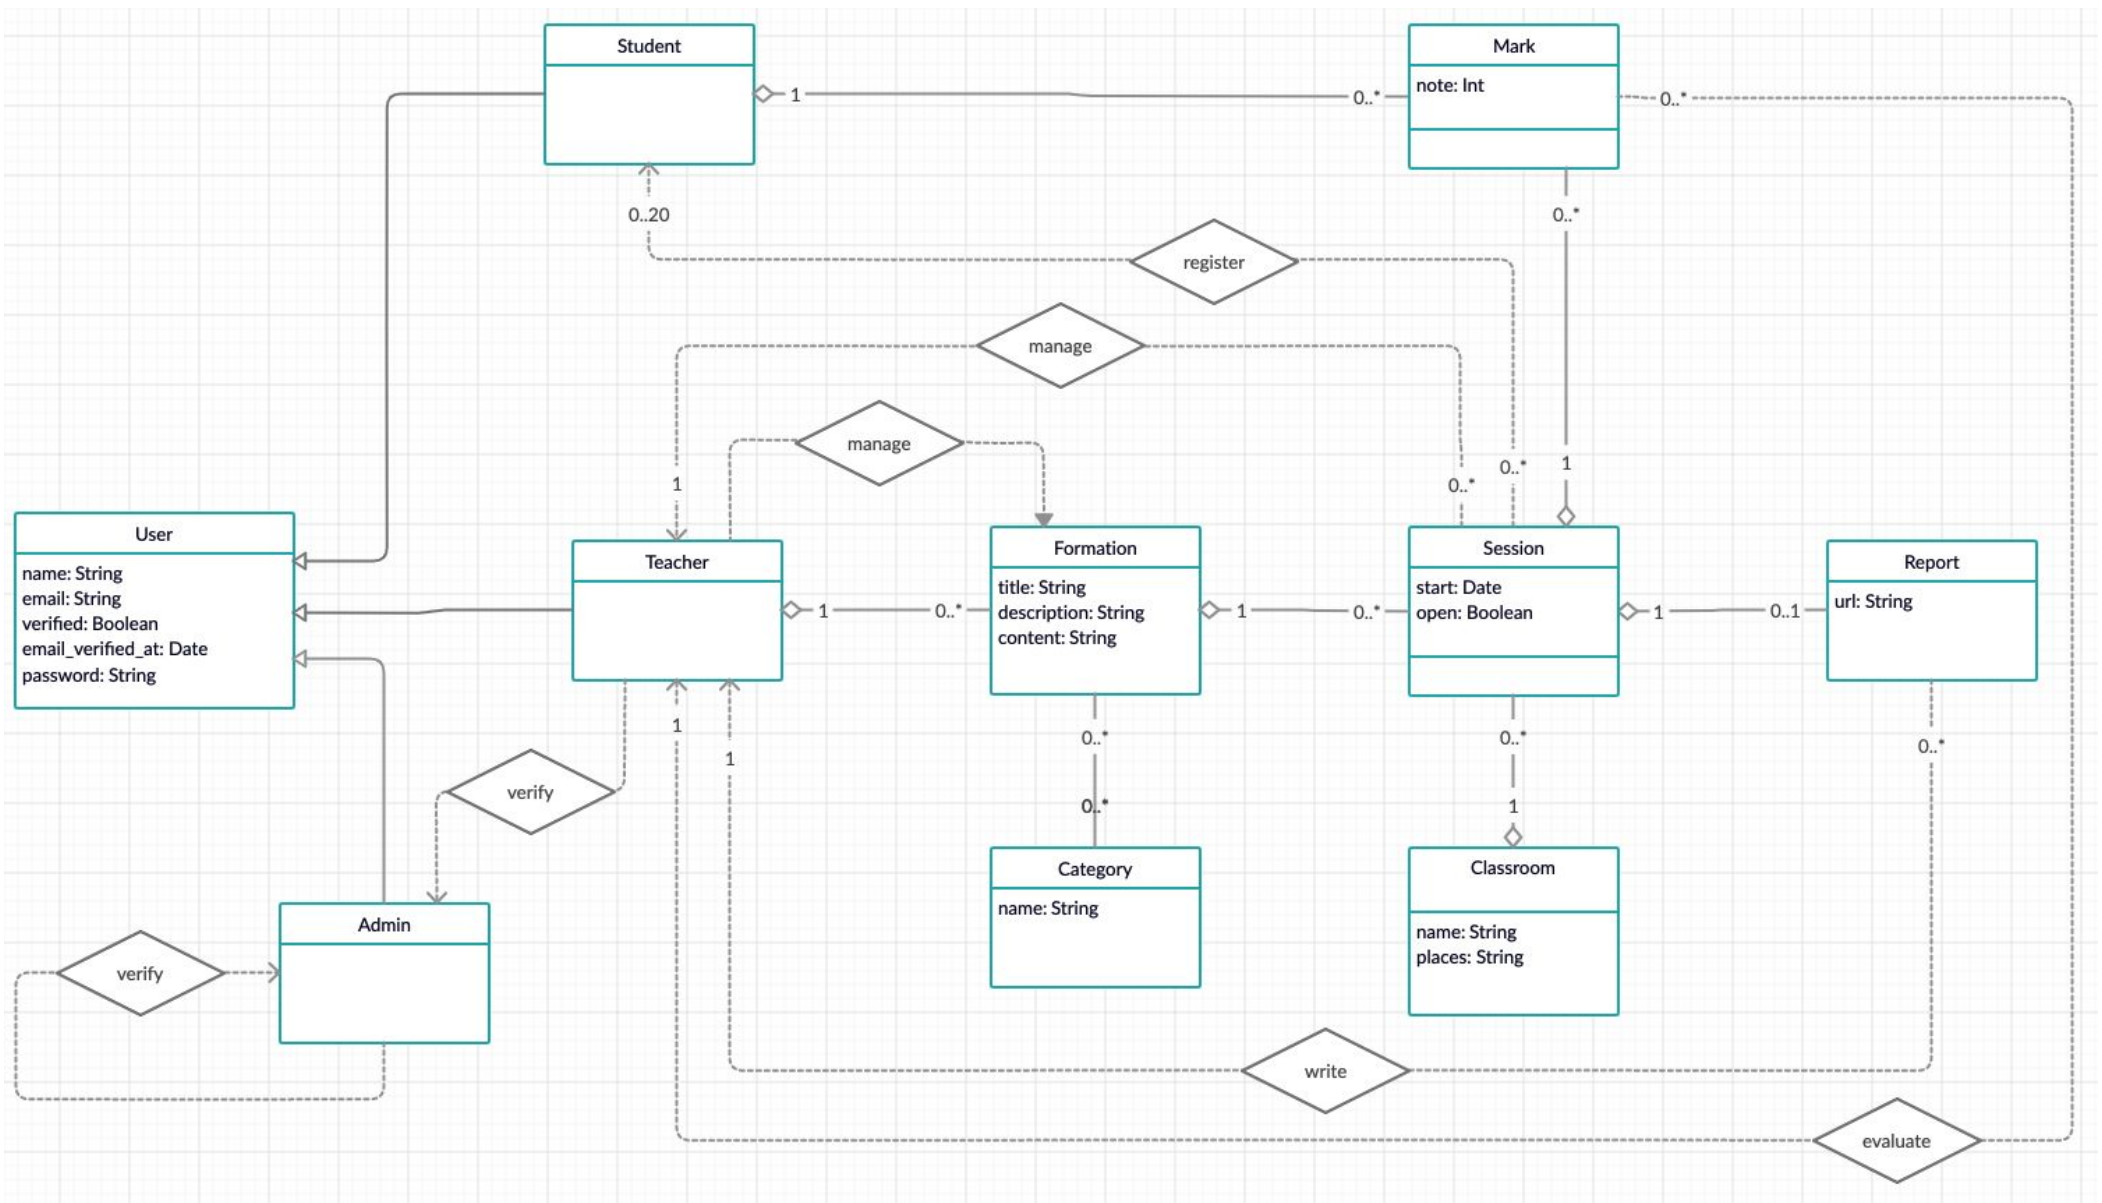 Student
Mark
note: Int
1
0..*
0..*
0..20
0..*
register
manage
manage
1
0..*
0..*
1
User
name: String
email: String
verified: Boolean
email_verified_at: Date
password: String
Teacher
1
0..*
Formation
title: String
description: String
content: String
1
0..*
Session
start: Date
open: Boolean
1
0..1
Report
url: String
1
1
0..*
0..*
0..*
verify
0..*
1
Category
name: String
Classroom
name: String
places: String
Admin
verify
write
evaluate